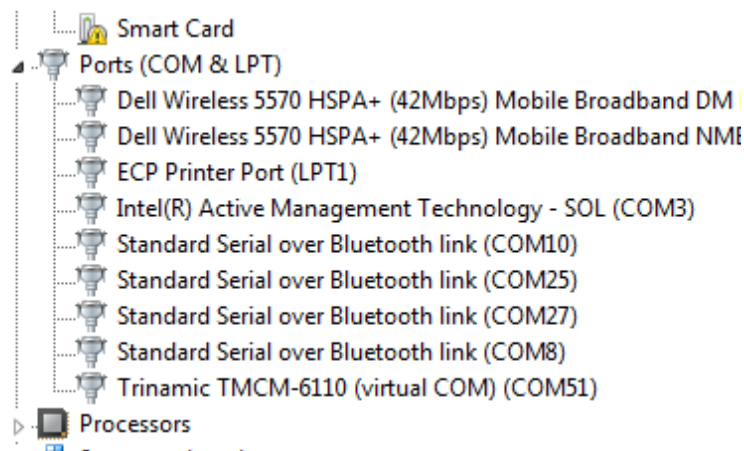 Smart Card
Ports (COM & LPT)
Dell Wireless 5570 HSPA+ (42Mbps) Mobile Broadband DM
Dell Wireless 5570 HSPA+ (42Mbps) Mobile Broadband NME
ECP Printer Port (LPT1)
Intel(R) Active Management Technology - SOL (COM3)
Standard Serial over Bluetooth link (COM10)
Standard Serial over Bluetooth link (COM25)
Standard Serial over Bluetooth link (COM27)
Standard Serial over Bluetooth link (COM8)
Trinamic TMCM-6110 (virtual COM) (COM51)
Processors